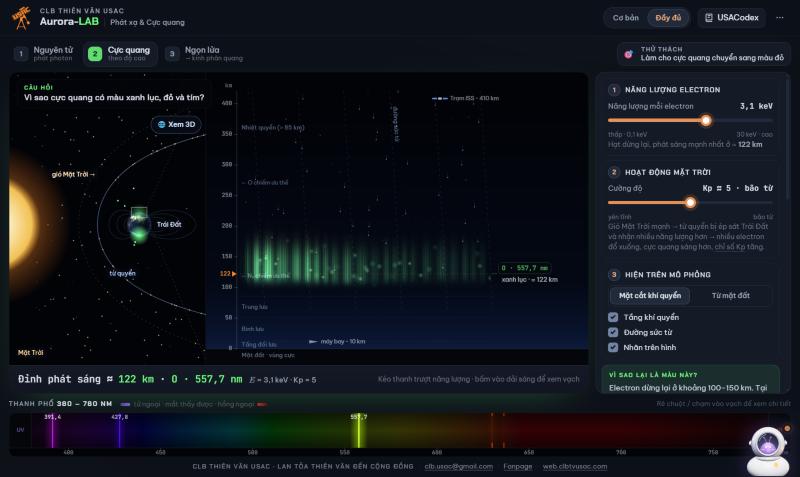 CLB THIÊN VĂN USAC
Aurora-LAB Phát xạ & Cực quang
Cơ bản Đầy đủ USACodex ...
1 Nguyên tử phát photon
2 Cực quang theo độ cao
3 Ngọn lửa
THỬ THÁCH
Làm cho cực quang chuyển sang màu đỏ
CÂU HỎI
Vì sao cực quang có màu xanh lục, đỏ và tím?
Xem 3D
gió Mặt Trời →
Trái Đất
từ quyển
Mặt Trời
km
400
350
300
250
200
150
122
100
50
0
Trạm ISS · 410 km
đường sức từ
Nhiệt quyển (> 85 km)
← O chiếm ưu thế
O · 557,7 nm
xanh lục · ≈ 122 km
Trung lưu
Bình lưu
Tầng đối lưu
máy bay · 10 km
Mặt đất · vùng cực
Đỉnh phát sáng ≈ 122 km · O · 557,7 nm E = 3,1 keV · Kp = 5
Kéo thanh trượt năng lượng · bấm vào dải sáng để xem vạch
1 NĂNG LƯỢNG ELECTRON
Năng lượng mỗi electron 3,1 keV
thấp · 0,1 keV 30 keV · cao
Hạt dừng lại, phát sáng mạnh nhất ở ≈ 122 km
2 HOẠT ĐỘNG MẶT TRỜI
Cường độ Kp = 5 · bão từ
yên tĩnh bão từ
Gió Mặt Trời mạnh → từ quyển bị ép sát Trái Đất
và nhận nhiều năng lượng hơn → nhiều electron
đổ xuống, cực quang sáng hơn, chỉ số Kp tăng.
3 HIỆN TRÊN MÔ PHỎNG
Mặt cắt khí quyển Từ mặt đất
Tầng khí quyển
Đường sức từ
Nhãn trên hình
VÌ SAO LẠI LÀ MÀU NÀY?
Electron dừng lại ở khoảng 100–150 km. Tại
THANH PHỔ 380 – 780 NM tử ngoại · mắt thấy được · hồng ngoại
Rê chuột / chạm vào vạch để xem chi tiết
UV
391,4 427,8 557,7
400 450 500 550 600 650 700 750
CLB THIÊN VĂN USAC · LAN TỎA THIÊN VĂN ĐẾN CỘNG ĐỒNG clb.usac@gmail.com Fanpage web.clbtvusac.com